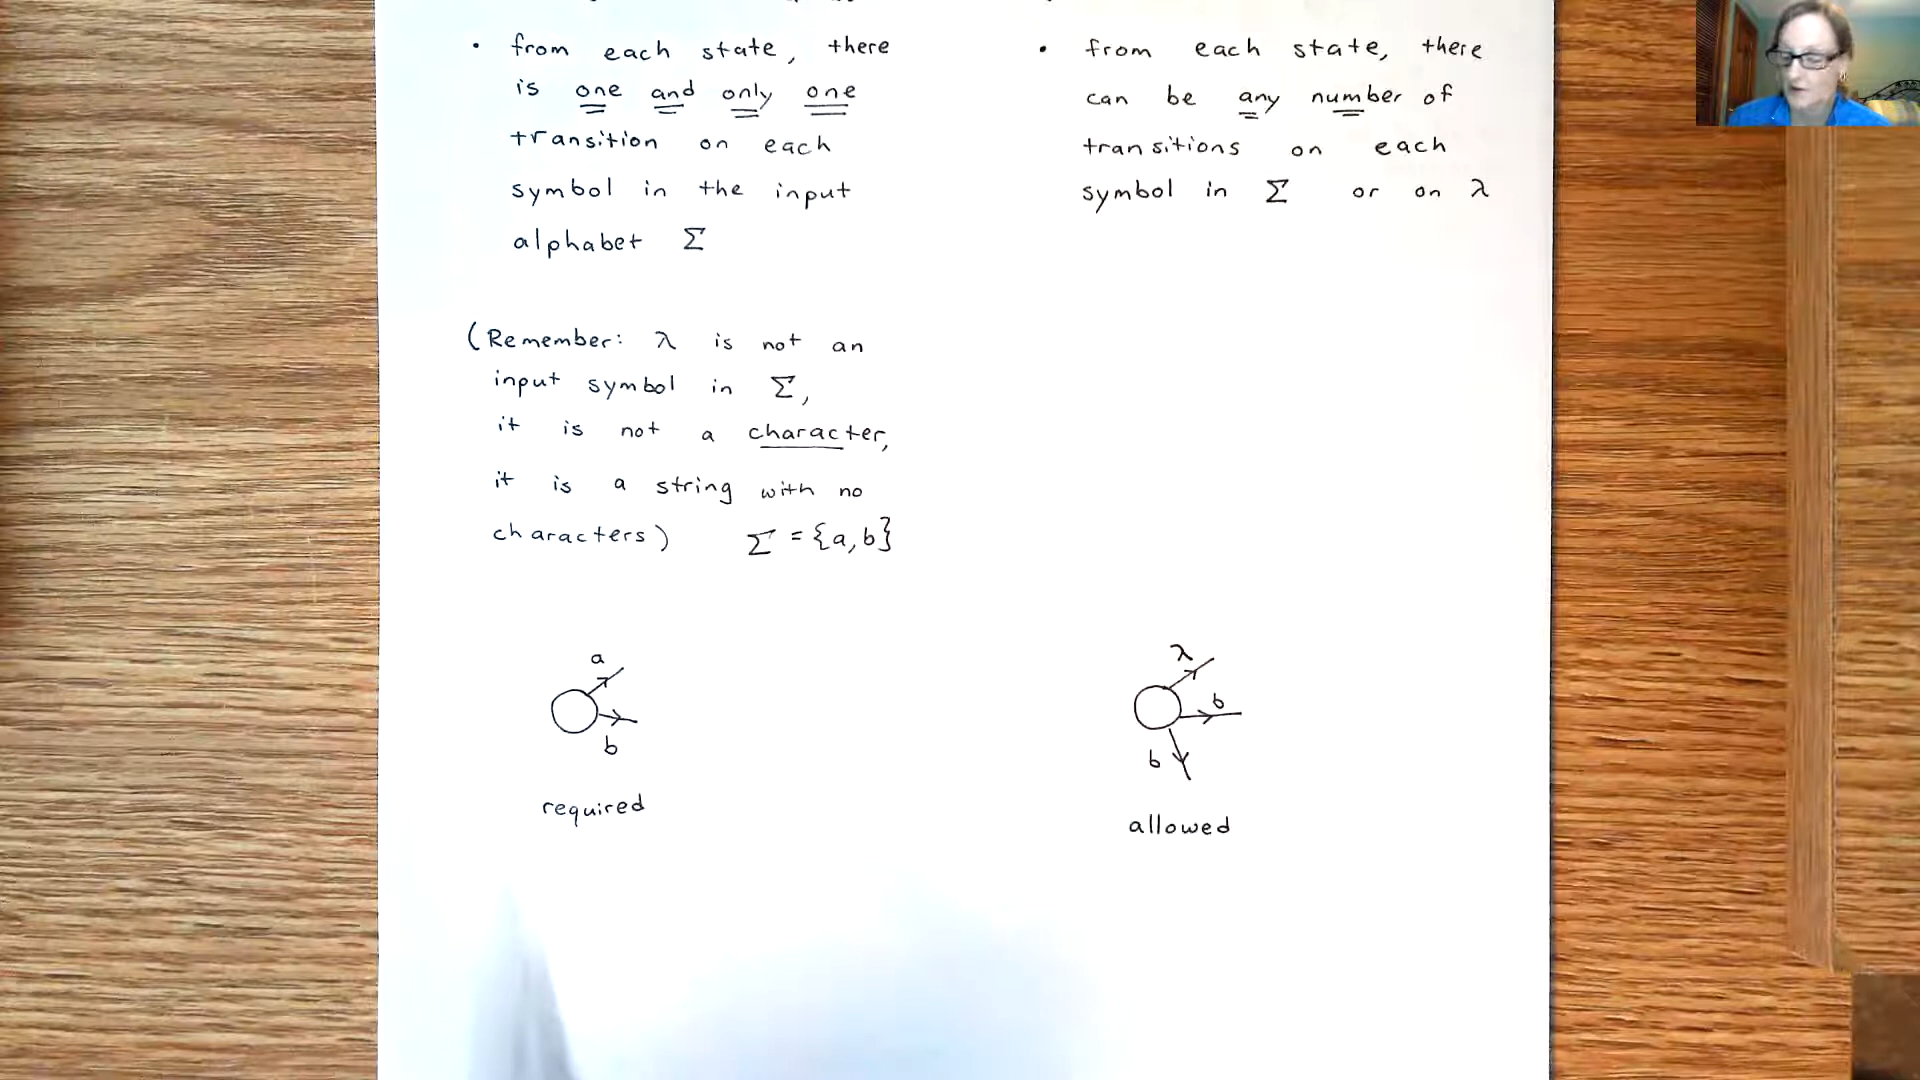 • from each state, there
is one and only one
transition on each
symbol in the input
alphabet Σ
(Remember: λ is not an
input symbol in Σ,
it is not a character,
it is a string with no
characters) Σ = {a, b}
a
b
required
• from each state, there
can be any number of
transitions on each
symbol in Σ or on λ
λ
b
b
allowed